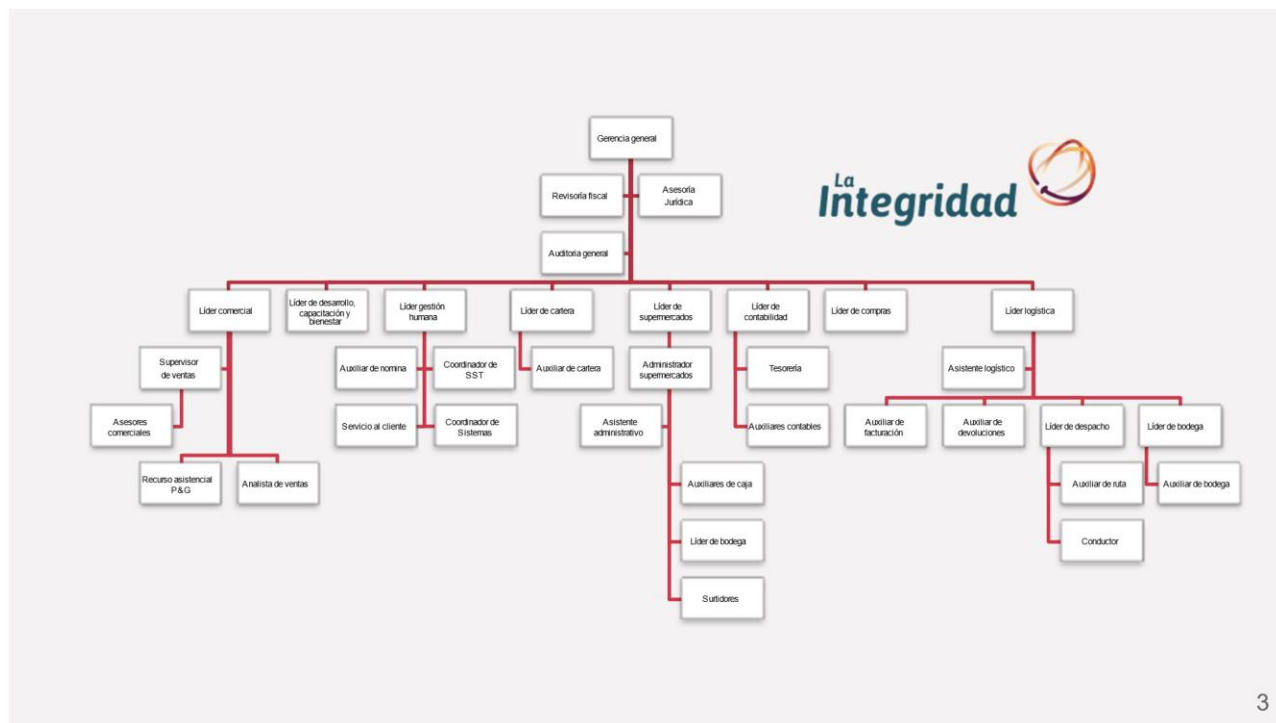 Gerencia general
La
Integridad
Revisoría fiscal
Asesoría
Jurídica
Auditoria general
Líder comercial
Líder de desarrollo,
capacitación y
bienestar
Líder gestión
humana
Líder de cartera
Líder de
supermercados
Líder de
contabilidad
Líder de compras
Líder logística
Supervisor
de ventas
Auxiliar de nomina
Coordinador de
SST
Auxiliar de cartera
Administrador
supermercados
Tesorería
Asistente logístico
Asesores
comerciales
Servicio al cliente
Coordinador de
Sistemas
Asistente
administrativo
Auxiliares contables
Auxiliar de
facturación
Auxiliar de
devoluciones
Líder de despacho
Líder de bodega
Recurso asistencial
P&G
Analista de ventas
Auxiliares de caja
Auxiliar de ruta
Auxiliar de bodega
Líder de bodega
Conductor
Surtidores
3